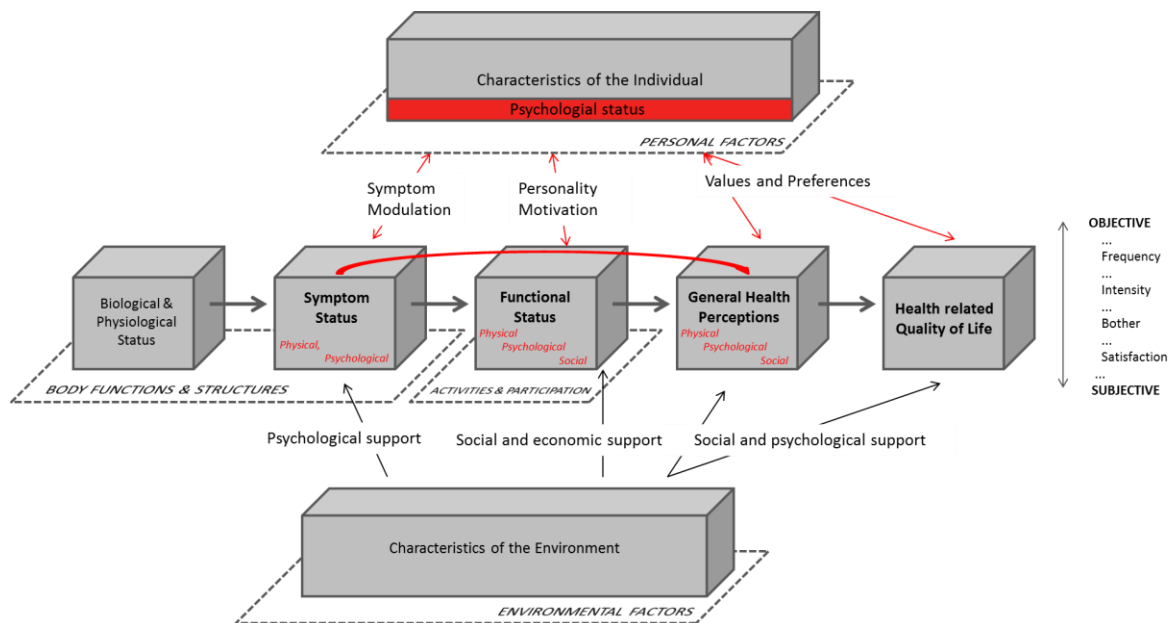 Characteristics of the Individual
Psychologial status
PERSONAL FACTORS
Symptom
Modulation
Personality
Motivation
Values and Preferences
Biological &
Physiological
Status
Symptom
Status
Physical,
Psychological
Functional
Status
Physical
Psychological
Social
General Health
Perceptions
Physical
Psychological
Social
Health related
Quality of Life
OBJECTIVE
...
Frequency
...
Intensity
...
Bother
...
Satisfaction
...
SUBJECTIVE
BODY FUNCTIONS & STRUCTURES
ACTIVITIES & PARTICIPATION
Psychological support
Social and economic support
Social and psychological support
Characteristics of the Environment
ENVIRONMENTAL FACTORS